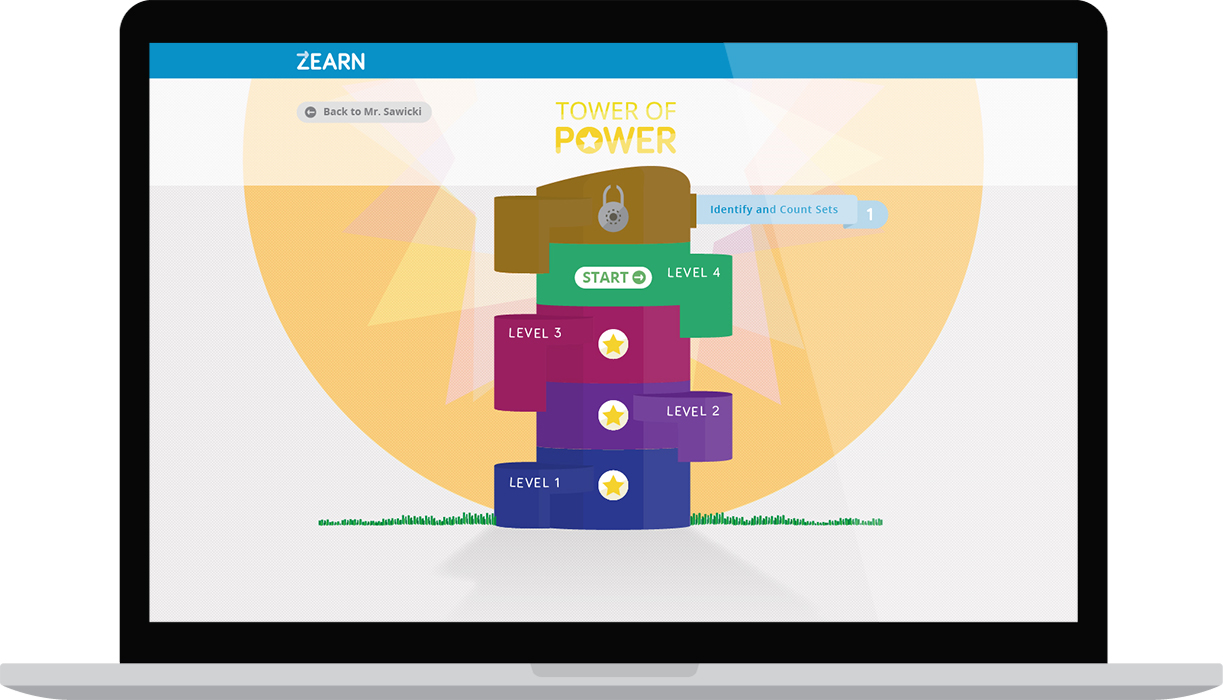 ZEARN
Back to Mr. Sawicki
TOWER OF
POWER
Identify and Count Sets
1
START
LEVEL 4
LEVEL 3
LEVEL 2
LEVEL 1